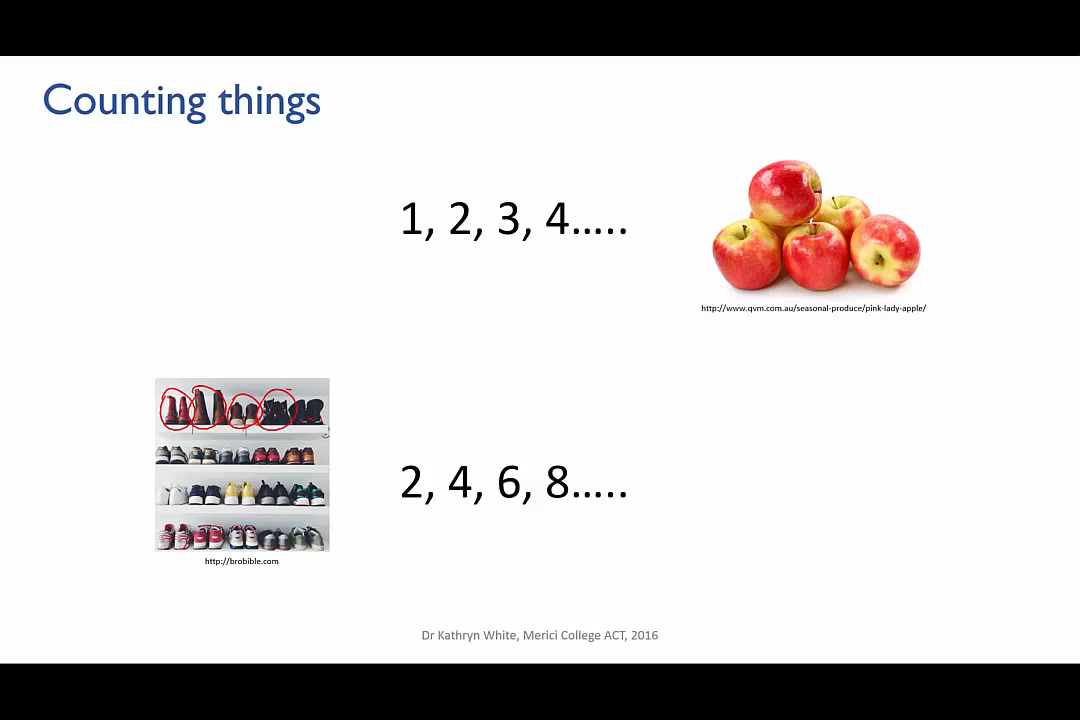 Counting things
1, 2, 3, 4.....
http://www.qvm.com.au/seasonal-produce/pink-lady-apple/
2, 4, 6, 8.....
http://brobible.com
Dr Kathryn White, Merici College ACT, 2016